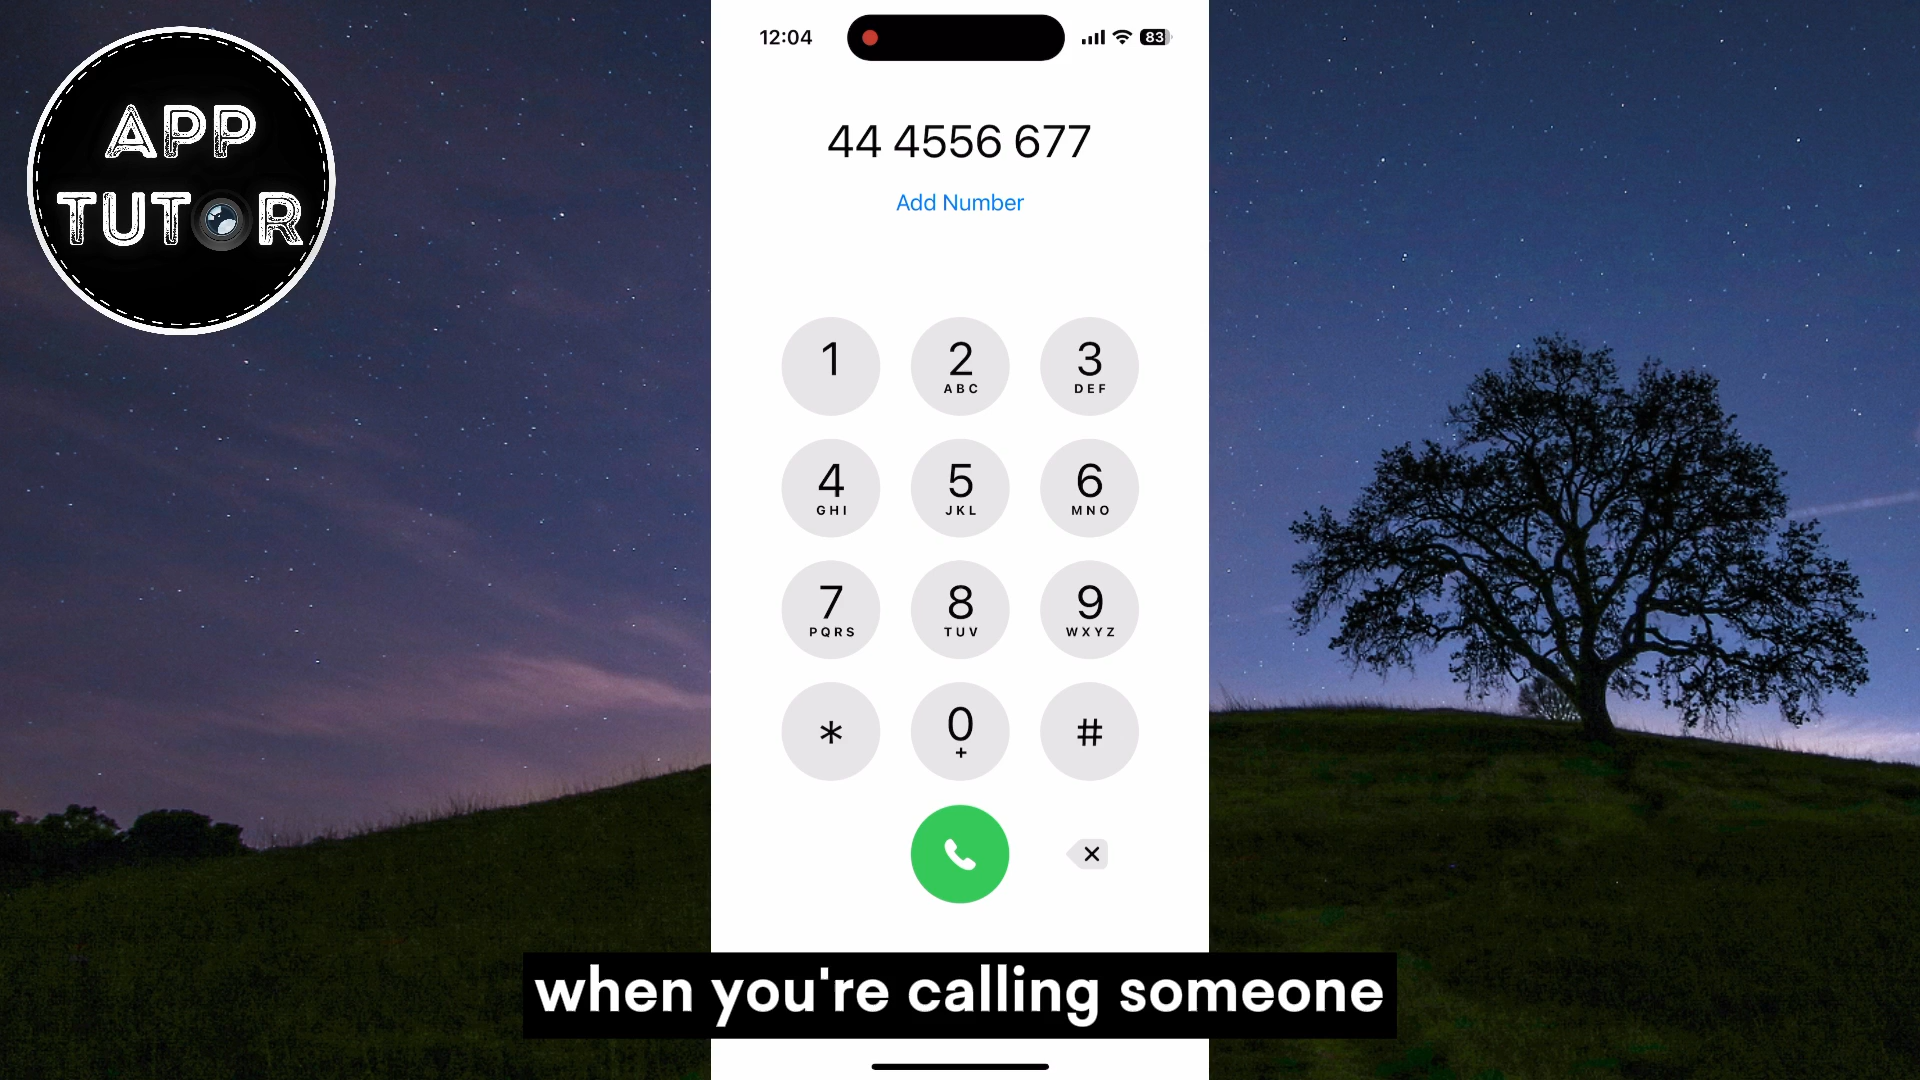 APP
TUTOR
12:04
83
44 4556 677
Add Number
1
2
ABC
3
DEF
4
GHI
5
JKL
6
MNO
7
PQRS
8
TUV
9
WXYZ
*
0
+
#
when you're calling someone